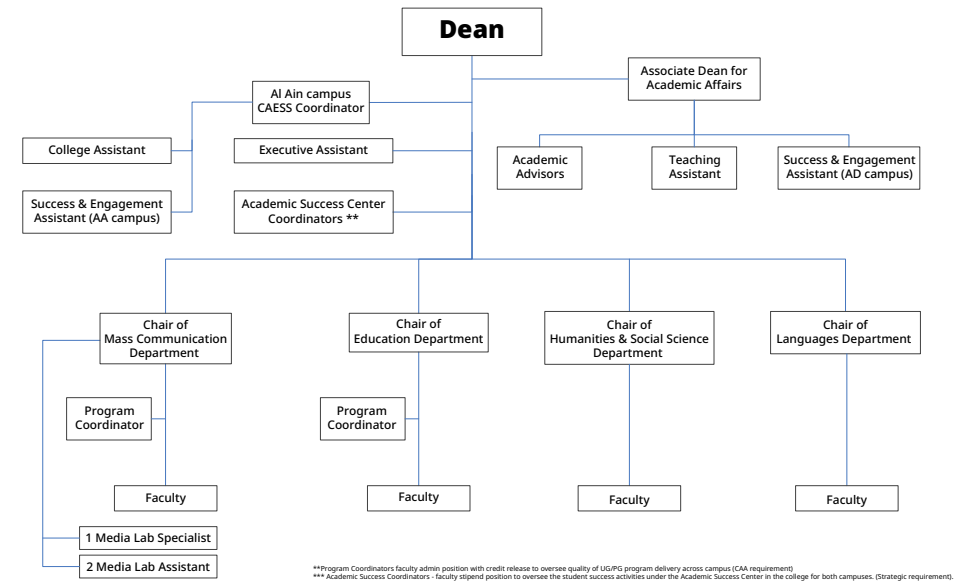 Dean
Associate Dean for
Academic Affairs
Al Ain campus
CAESS Coordinator
College Assistant
Executive Assistant
Academic
Advisors
Teaching
Assistant
Success & Engagement
Assistant (AD campus)
Success & Engagement
Assistant (AA campus)
Academic Success Center
Coordinators **
Chair of
Mass Communication
Department
Chair of
Education Department
Chair of
Humanities & Social Science
Department
Chair of
Languages Department
Program
Coordinator
Program
Coordinator
Faculty
Faculty
Faculty
Faculty
1 Media Lab Specialist
2 Media Lab Assistant
**Program Coordinators faculty admin position with credit release to oversee quality of UG/PG program delivery across campus (CAA requirement)
*** Academic Success Coordinators - faculty stipend position to oversee the student success activities under the Academic Success Center in the college for both campuses. (Strategic requirement).